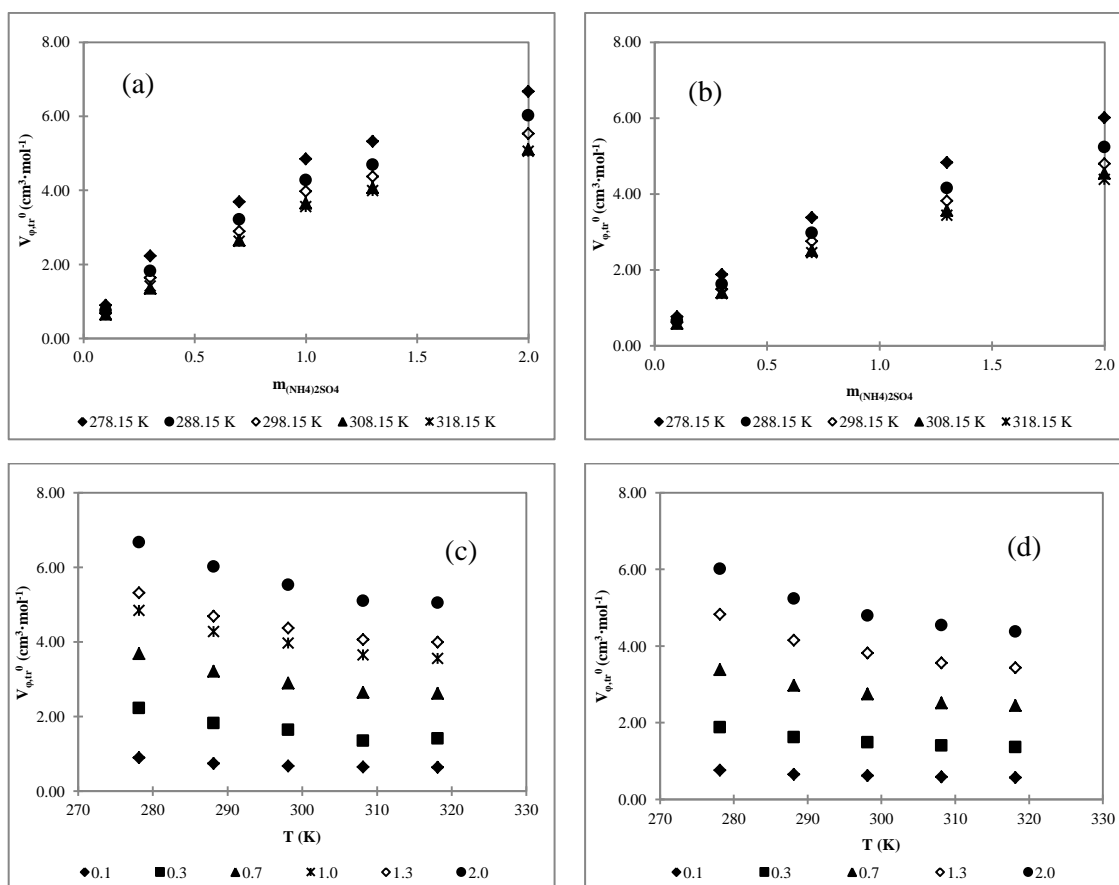 (a)
8.00
6.00
4.00
2.00
0.00
V_φ,tr^0 (cm³·mol⁻¹)
0.0 0.5 1.0 1.5 2.0
m_(NH4)2SO4
278.15 K 288.15 K 298.15 K 308.15 K 318.15 K
(b)
8.00
6.00
4.00
2.00
0.00
V_φ,tr^0 (cm³·mol⁻¹)
0.0 0.5 1.0 1.5 2.0
m_(NH4)2SO4
278.15 K 288.15 K 298.15 K 308.15 K 318.15 K
(c)
8.00
6.00
4.00
2.00
0.00
V_φ,tr^0 (cm³·mol⁻¹)
270 280 290 300 310 320 330
T (K)
0.1 0.3 0.7 1.0 1.3 2.0
(d)
8.00
6.00
4.00
2.00
0.00
V_φ,tr^0 (cm³·mol⁻¹)
270 280 290 300 310 320 330
T (K)
0.1 0.3 0.7 1.3 2.0